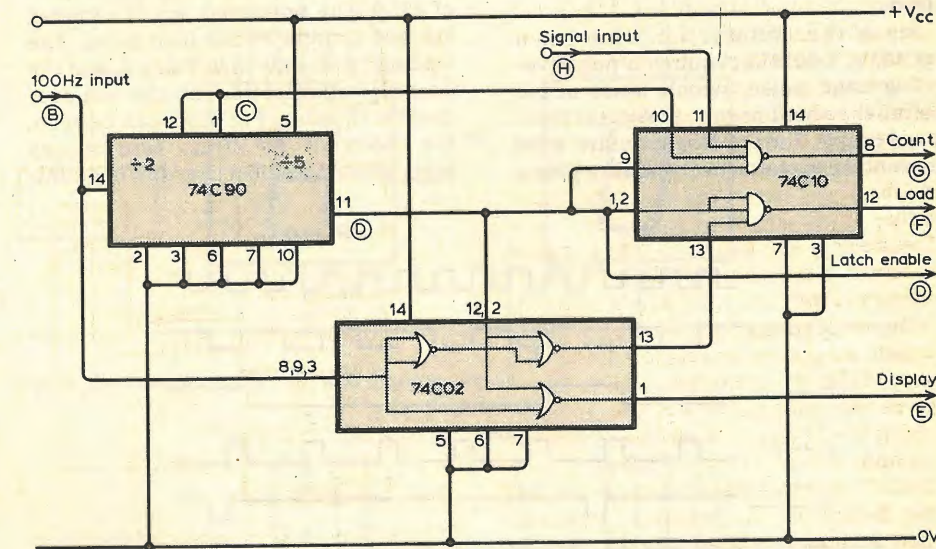 +Vcc
Signal input
H
100Hz input
B
C
12 1 5
10 11 14
÷2 ÷5
14
74C90
9
8
Count
G
74C10
11
D
1,2
12
Load
F
2 3 6 7 10
13 7 3
Latch enable
D
14 12, 2
13
8,9,3
74C02
1
Display
E
5 6 7
0V